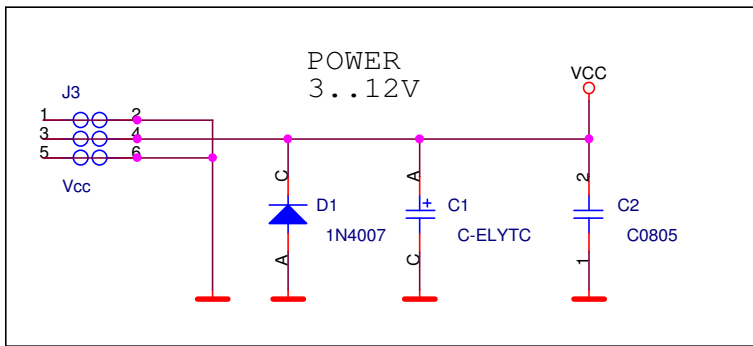 POWER
3..12V
VCC
J3
1 2
3 4
5 6
Vcc
C
D1
1N4007
A
A
+
C1
C-ELYTC
C
2
C2
C0805
1